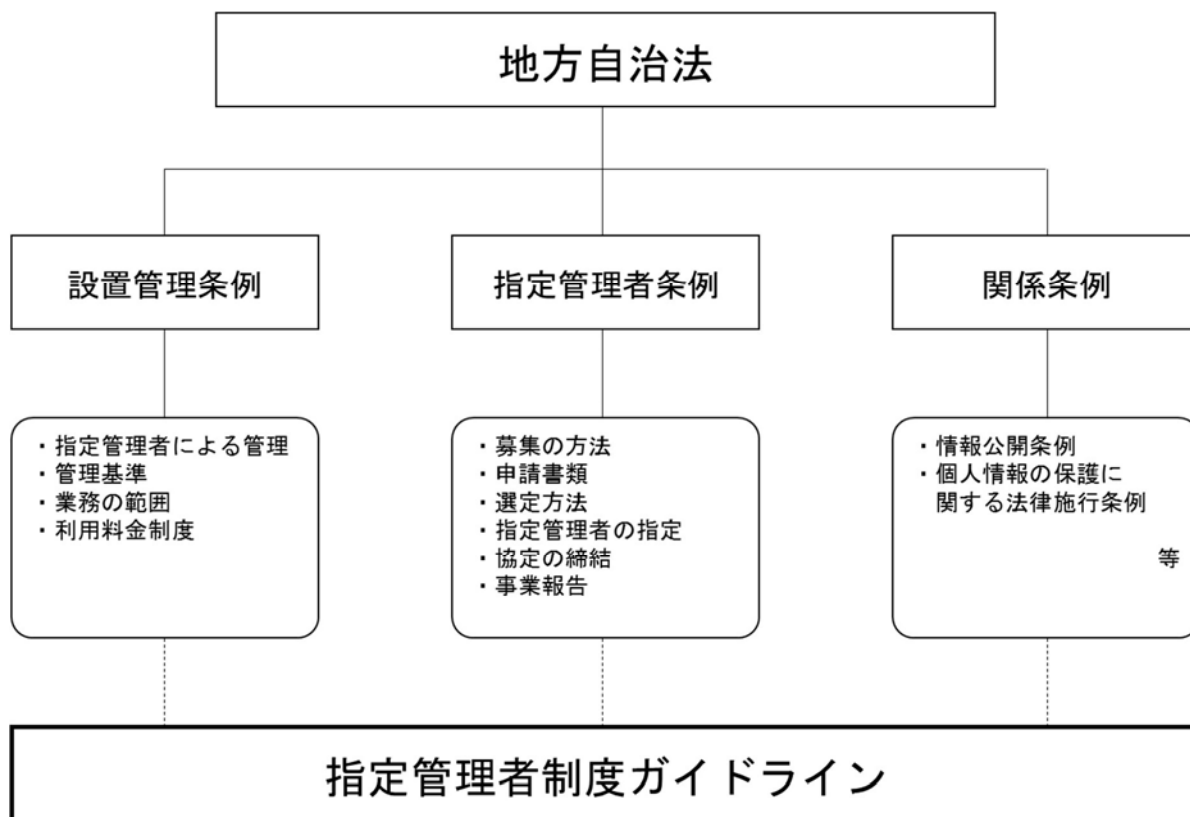 地方自治法
設置管理条例
指定管理者条例
関係条例
・指定管理者による管理
・管理基準
・業務の範囲
・利用料金制度
・募集の方法
・申請書類
・選定方法
・指定管理者の指定
・協定の締結
・事業報告
・情報公開条例
・個人情報の保護に
関する法律施行条例
等
指定管理者制度ガイドライン